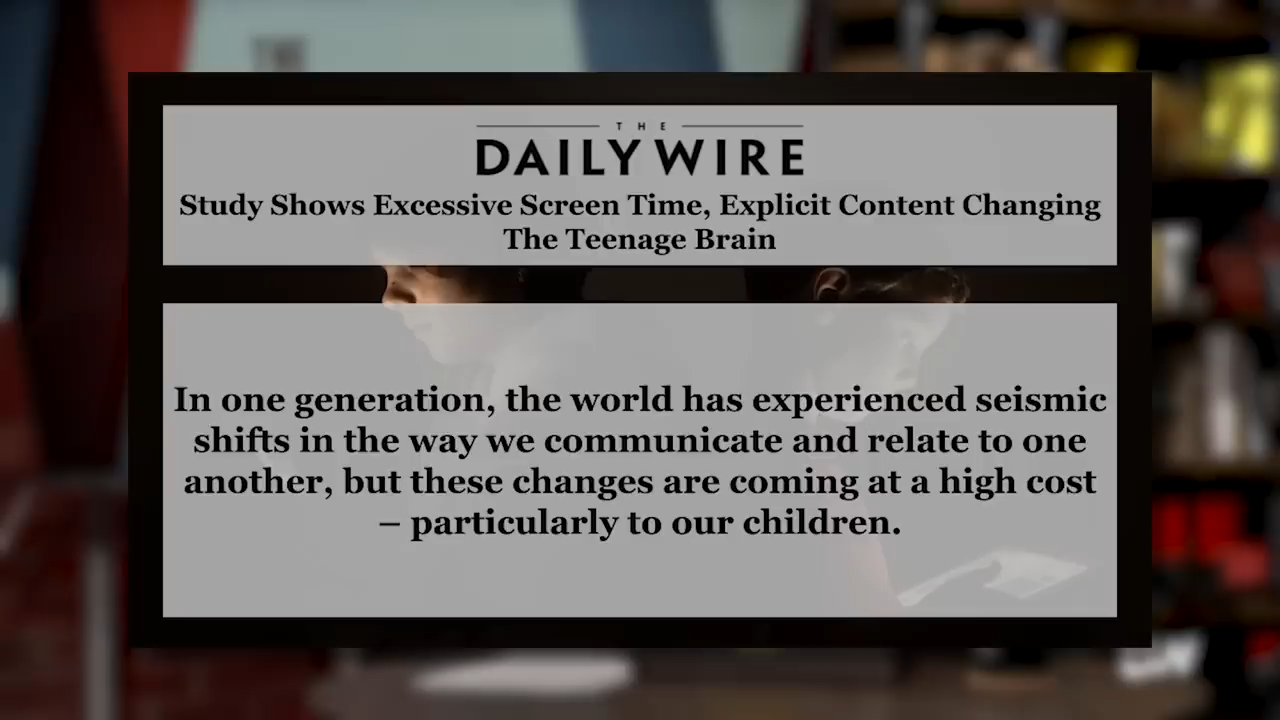 THE
DAILY WIRE
Study Shows Excessive Screen Time, Explicit Content Changing
The Teenage Brain
In one generation, the world has experienced seismic
shifts in the way we communicate and relate to one
another, but these changes are coming at a high cost
– particularly to our children.